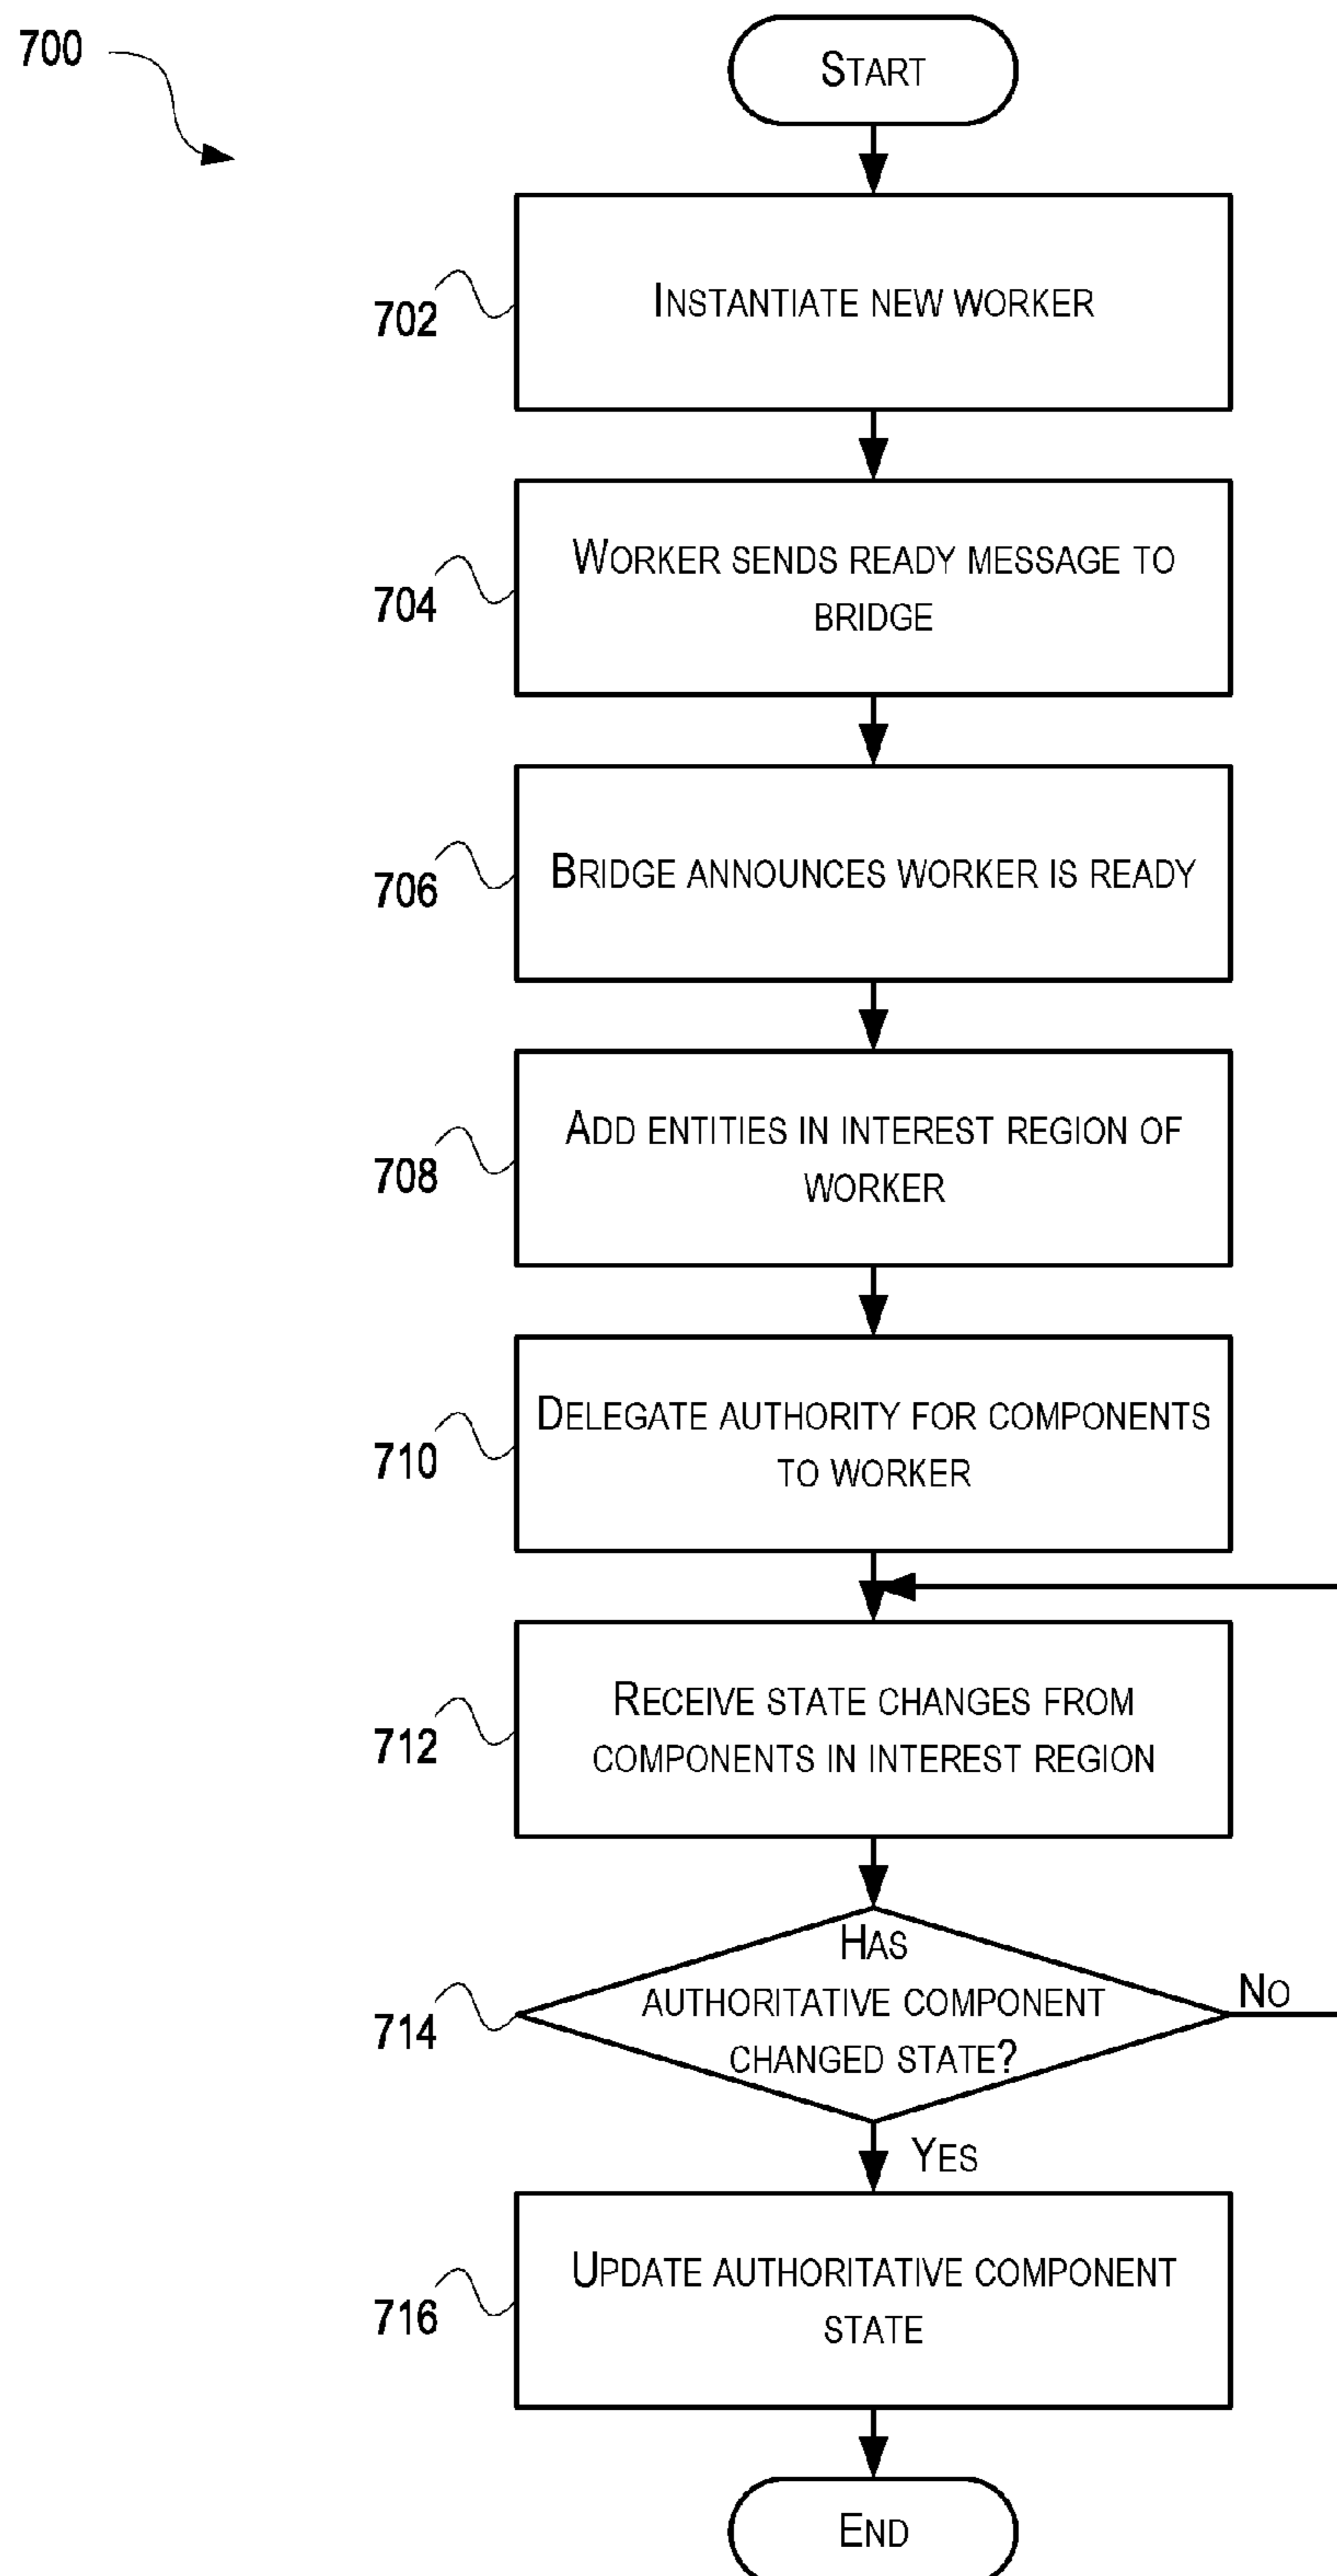 700
START
702
INSTANTIATE NEW WORKER
704
WORKER SENDS READY MESSAGE TO
BRIDGE
706
BRIDGE ANNOUNCES WORKER IS READY
708
ADD ENTITIES IN INTEREST REGION OF
WORKER
710
DELEGATE AUTHORITY FOR COMPONENTS
TO WORKER
712
RECEIVE STATE CHANGES FROM
COMPONENTS IN INTEREST REGION
714
HAS
AUTHORITATIVE COMPONENT
CHANGED STATE?
NO
YES
716
UPDATE AUTHORITATIVE COMPONENT
STATE
END